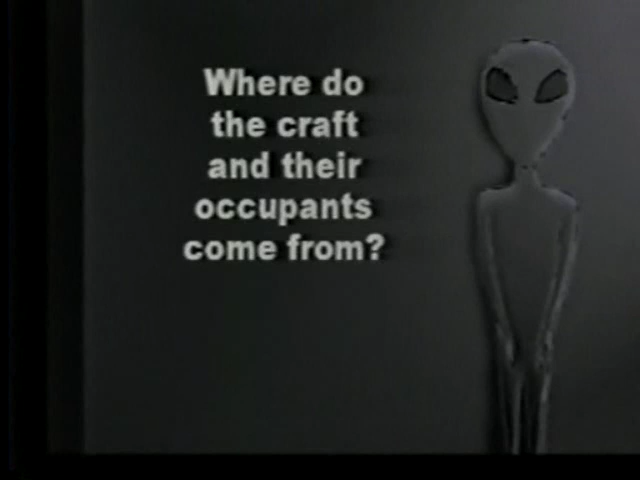 Where do
the craft
and their
occupants
come from?